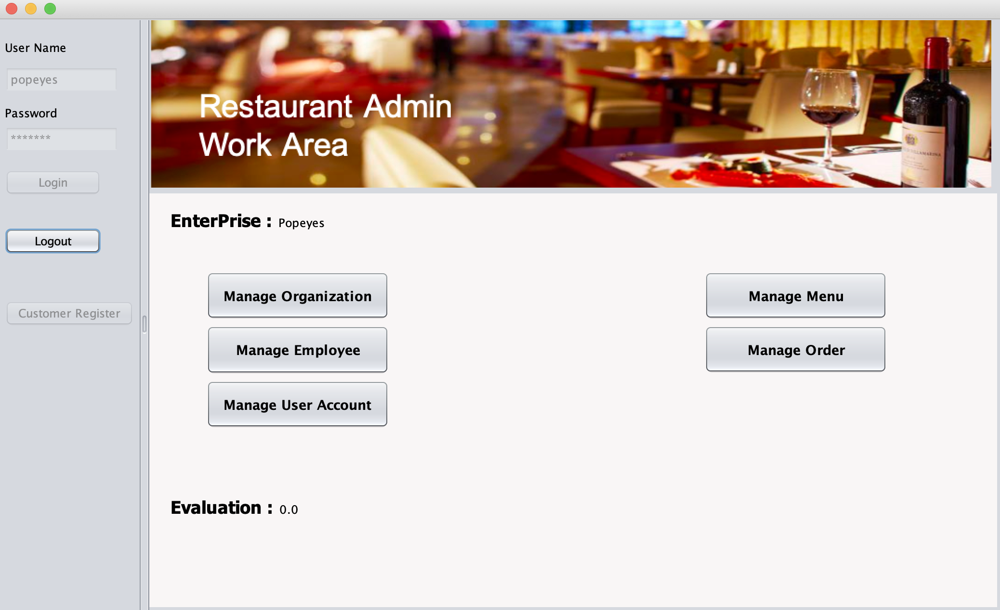 User Name
popeyes
Password
*******
Login
Logout
Customer Register
Restaurant Admin
Work Area
EnterPrise : Popeyes
Manage Organization
Manage Menu
Manage Employee
Manage Order
Manage User Account
Evaluation : 0.0